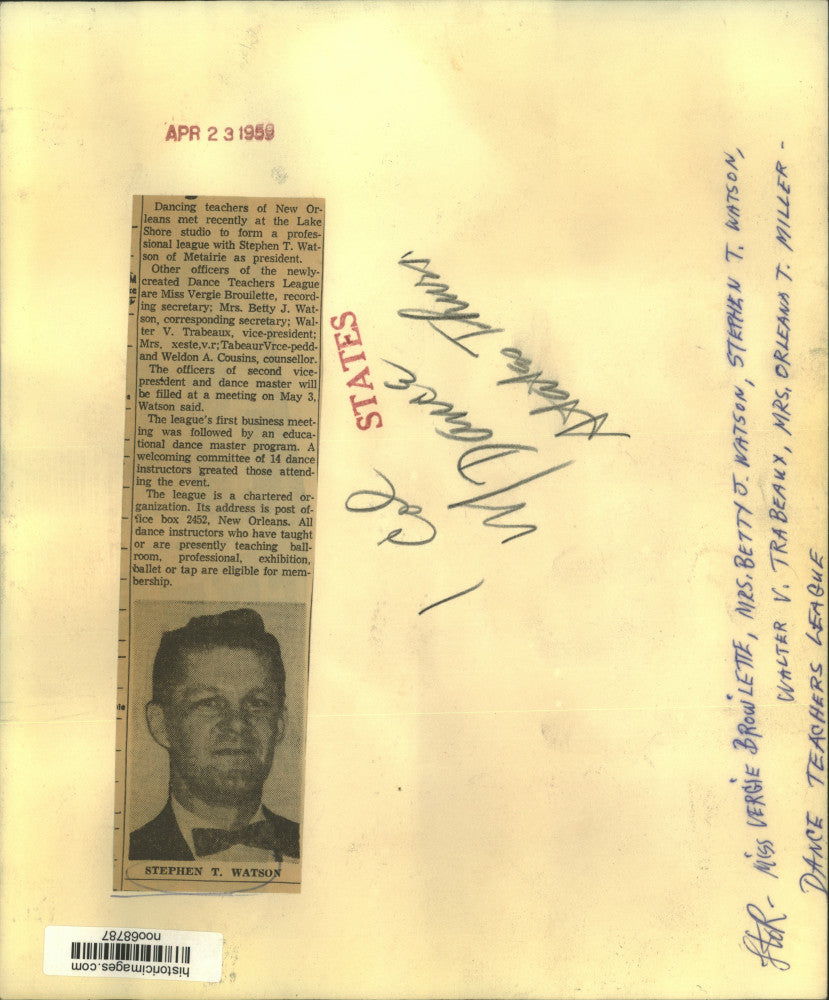 APR 2 3 1959
Dancing teachers of New Or-
leans met recently at the Lake
Shore studio to form a profes-
sional league with Stephen T. Wat-
son of Metairie as president.
Other officers of the newly-
created Dance Teachers League
are Miss Vergie Brouilette, record-
ing secretary; Mrs. Betty J. Wat-
son, corresponding secretary; Wal-
ter V. Trabeaux, vice-president;
Mrs. xeste,v.r;TabeaurVrce-pedd-
and Weldon A. Cousins, counsellor.
The officers of second vice-
president and dance master will
be filled at a meeting on May 3,
Watson said.
The league's first business meet-
ing was followed by an educa-
tional dance master program. A
welcoming committee of 14 dance
instructors greated those attend-
ing the event.
The league is a chartered or-
ganization. Its address is post of-
fice box 2452, New Orleans. All
dance instructors who have taught
or are presently teaching ball-
room, professional, exhibition,
ballet or tap are eligible for mem-
bership.
STEPHEN T. WATSON
STATES
1 Col
W/Dance
States Thurs.
MISS VERGIE BROWLETTE, MRS. BETTY J. WATSON, STEPHEN T. WATSON,
WALTER V. TRABEAUX, MRS. ORLEANA T. MILLER -
DANCE TEACHERS LEAGUE
historicimages.com
noo68787